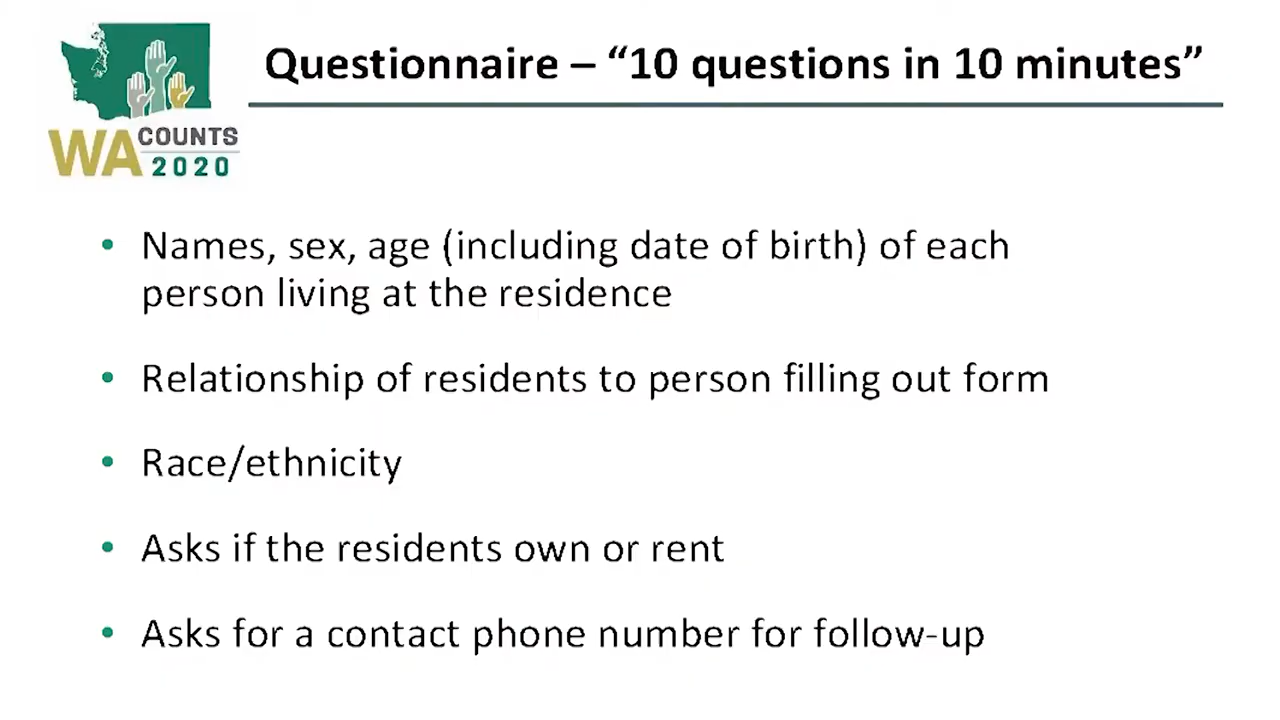 Questionnaire – “10 questions in 10 minutes”
WA COUNTS
2020
• Names, sex, age (including date of birth) of each
person living at the residence
• Relationship of residents to person filling out form
• Race/ethnicity
• Asks if the residents own or rent
• Asks for a contact phone number for follow-up